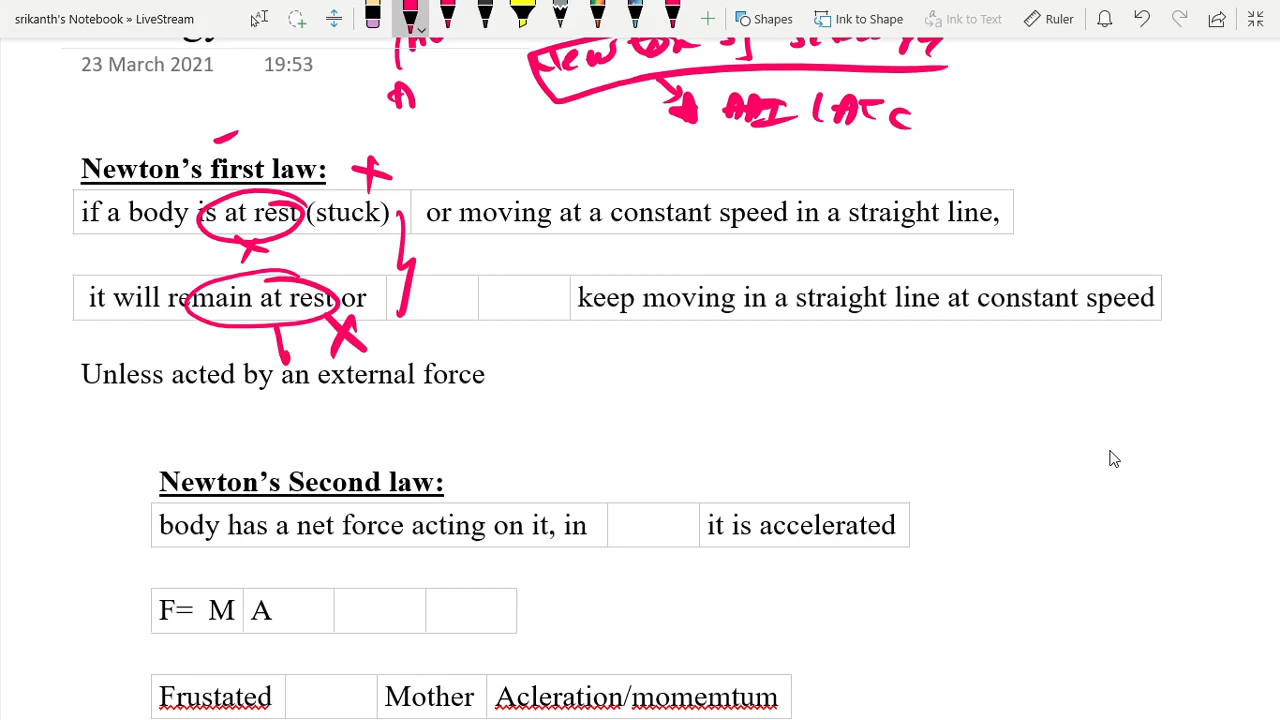 srikanth's Notebook » LiveStream
Shapes Ink to Shape Ink to Text Ruler
23 March 2021 19:53
Newton's first law:
if a body is at rest (stuck) or moving at a constant speed in a straight line,
it will remain at rest or keep moving in a straight line at constant speed
Unless acted by an external force
Newton's Second law:
body has a net force acting on it, in it is accelerated
F= M A
Frustated Mother Acleration/momemtum